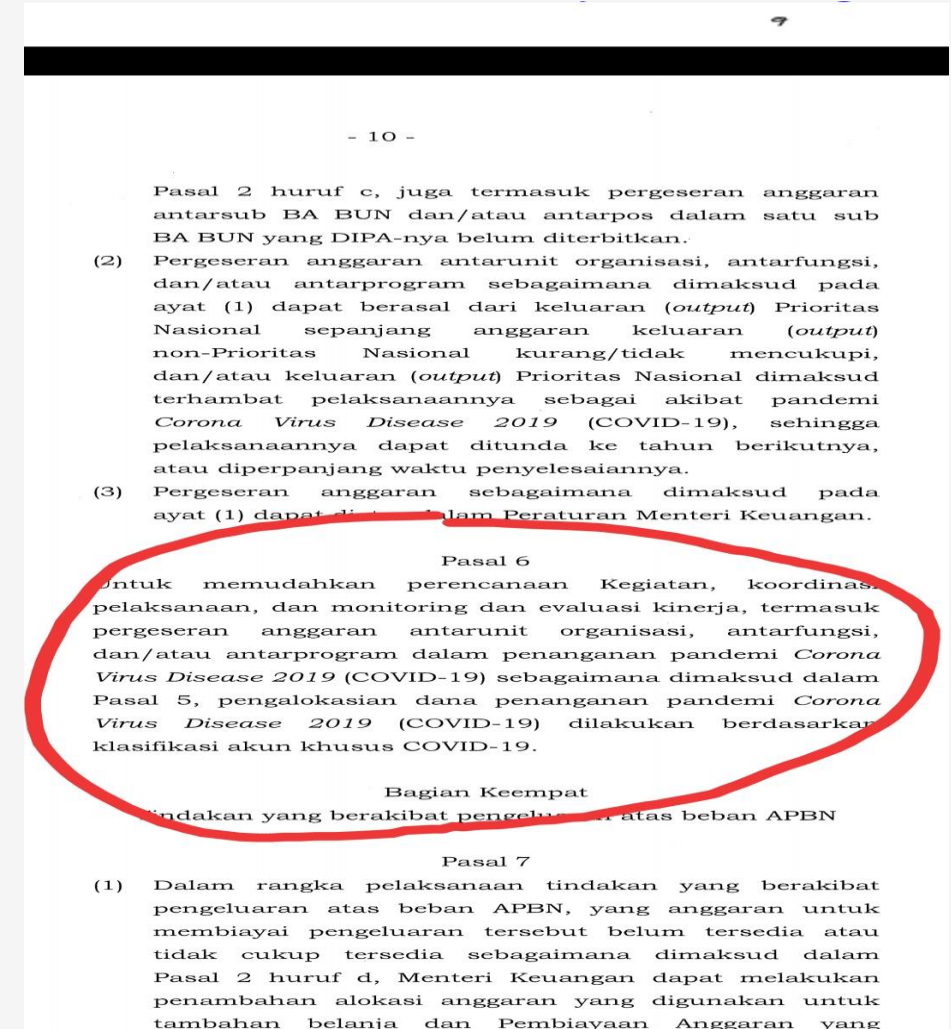 - 10 -
Pasal 2 huruf c, juga termasuk pergeseran anggaran
antarsub BA BUN dan/atau antarpos dalam satu sub
BA BUN yang DIPA-nya belum diterbitkan.
(2) Pergeseran anggaran antarunit organisasi, antarfungsi,
dan/atau antarprogram sebagaimana dimaksud pada
ayat (1) dapat berasal dari keluaran (output) Prioritas
Nasional sepanjang anggaran keluaran (output)
non-Prioritas Nasional kurang/tidak mencukupi,
dan/atau keluaran (output) Prioritas Nasional dimaksud
terhambat pelaksanaannya sebagai akibat pandemi
Corona Virus Disease 2019 (COVID-19), sehingga
pelaksanaannya dapat ditunda ke tahun berikutnya,
atau diperpanjang waktu penyelesaiannya.
(3) Pergeseran anggaran sebagaimana dimaksud pada
ayat (1) dapat dalam Peraturan Menteri Keuangan.
Pasal 6
Untuk memudahkan perencanaan Kegiatan, koordinasi
pelaksanaan, dan monitoring dan evaluasi kinerja, termasuk
pergeseran anggaran antarunit organisasi, antarfungsi,
dan/atau antarprogram dalam penanganan pandemi Corona
Virus Disease 2019 (COVID-19) sebagaimana dimaksud dalam
Pasal 5, pengalokasian dana penanganan pandemi Corona
Virus Disease 2019 (COVID-19) dilakukan berdasarkan
klasifikasi akun khusus COVID-19.
Bagian Keempat
Tindakan yang berakibat pengeluaran atas beban APBN
Pasal 7
(1) Dalam rangka pelaksanaan tindakan yang berakibat
pengeluaran atas beban APBN, yang anggaran untuk
membiayai pengeluaran tersebut belum tersedia atau
tidak cukup tersedia sebagaimana dimaksud dalam
Pasal 2 huruf d, Menteri Keuangan dapat melakukan
penambahan alokasi anggaran yang digunakan untuk
tambahan belanja dan Pembiayaan Anggaran yang